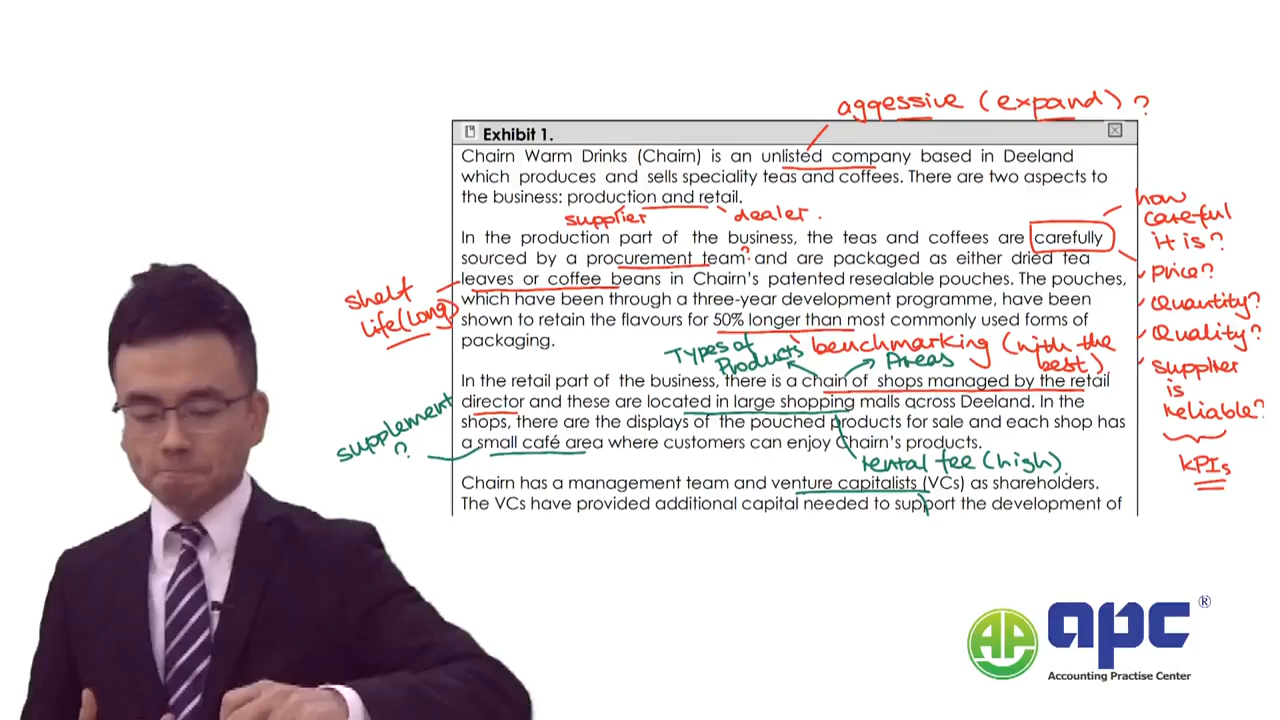 aggessive (expand) ?
Exhibit 1.
Chairn Warm Drinks (Chairn) is an unlisted company based in Deeland
which produces and sells speciality teas and coffees. There are two aspects to
the business: production and retail.
supplier dealer.
In the production part of the business, the teas and coffees are carefully
sourced by a procurement team? and are packaged as either dried tea
leaves or coffee beans in Chairn's patented resealable pouches. The pouches,
which have been through a three-year development programme, have been
shown to retain the flavours for 50% longer than most commonly used forms of
packaging.
shelf
life(long)
how
careful
it is?
price?
Quantity?
Quality?
supplier
is
reliable?
KPIs
benchmarking (with the
best)
Types of
Products
Areas
In the retail part of the business, there is a chain of shops managed by the retail
director and these are located in large shopping malls across Deeland. In the
shops, there are the displays of the pouched products for sale and each shop has
a small café area where customers can enjoy Chairn's products.
supplement
?
rental fee (high).
Chairn has a management team and venture capitalists (VCs) as shareholders.
The VCs have provided additional capital needed to support the development of
AP
apc®
Accounting Practise Center